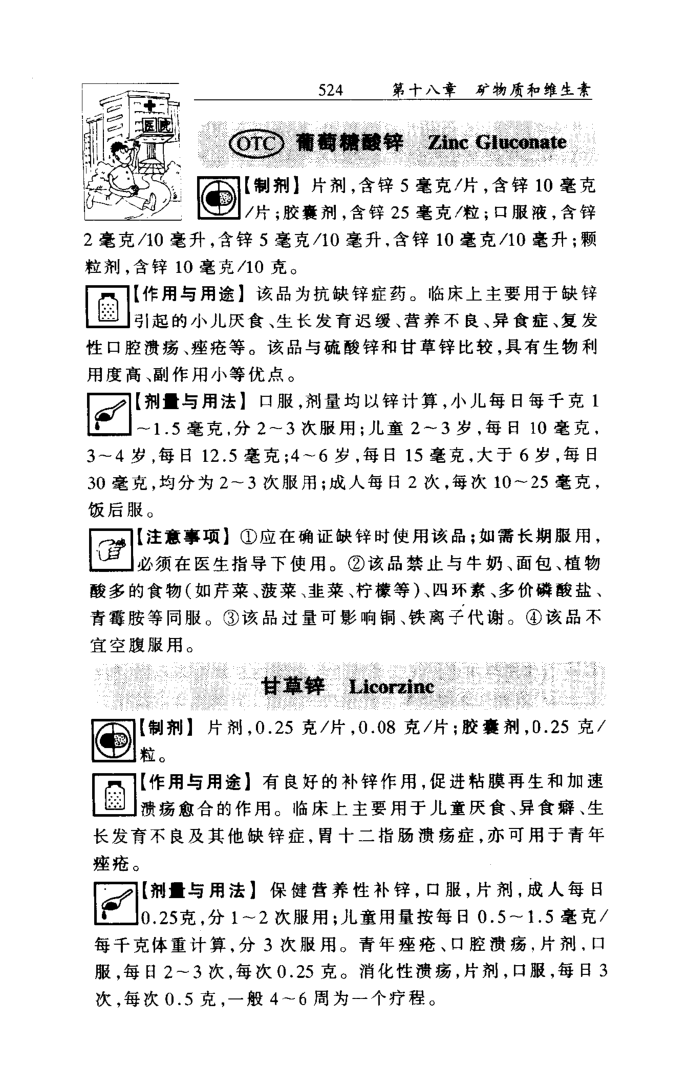 524 第十八章 矿物质和维生素
医院
OTC 葡萄糖酸锌 Zinc Gluconate
【制剂】 片剂,含锌 5 毫克/片,含锌 10 毫克
/片;胶囊剂,含锌 25 毫克/粒;口服液,含锌
2 毫克/10 毫升,含锌 5 毫克/10 毫升,含锌 10 毫克/10 毫升;颗
粒剂,含锌 10 毫克/10 克。
【作用与用途】 该品为抗缺锌症药。临床上主要用于缺锌
引起的小儿厌食、生长发育迟缓、营养不良、异食症、复发
性口腔溃疡、痤疮等。该品与硫酸锌和甘草锌比较,具有生物利
用度高、副作用小等优点。
【剂量与用法】 口服,剂量均以锌计算,小儿每日每千克 1
~1.5 毫克,分 2~3 次服用;儿童 2~3 岁,每日 10 毫克,
3~4 岁,每日 12.5 毫克;4~6 岁,每日 15 毫克,大于 6 岁,每日
30 毫克,均分为 2~3 次服用;成人每日 2 次,每次 10~25 毫克,
饭后服。
【注意事项】 ①应在确证缺锌时使用该品;如需长期服用,
必须在医生指导下使用。②该品禁止与牛奶、面包、植物
酸多的食物(如芹菜、菠菜、韭菜、柠檬等)、四环素、多价磷酸盐、
青霉胺等同服。③该品过量可影响铜、铁离子代谢。④该品不
宜空腹服用。
甘草锌 Licorzinc
【制剂】 片剂,0.25 克/片,0.08 克/片;胶囊剂,0.25 克/
粒。
【作用与用途】 有良好的补锌作用,促进粘膜再生和加速
溃疡愈合的作用。临床上主要用于儿童厌食、异食癖、生
长发育不良及其他缺锌症,胃十二指肠溃疡症,亦可用于青年
痤疮。
【剂量与用法】 保健营养性补锌,口服,片剂,成人每日
0.25克,分 1~2 次服用;儿童用量按每日 0.5~1.5 毫克/
每千克体重计算,分 3 次服用。青年痤疮、口腔溃疡,片剂,口
服,每日 2~3 次,每次 0.25 克。消化性溃疡,片剂,口服,每日 3
次,每次 0.5 克,一般 4~6 周为一个疗程。